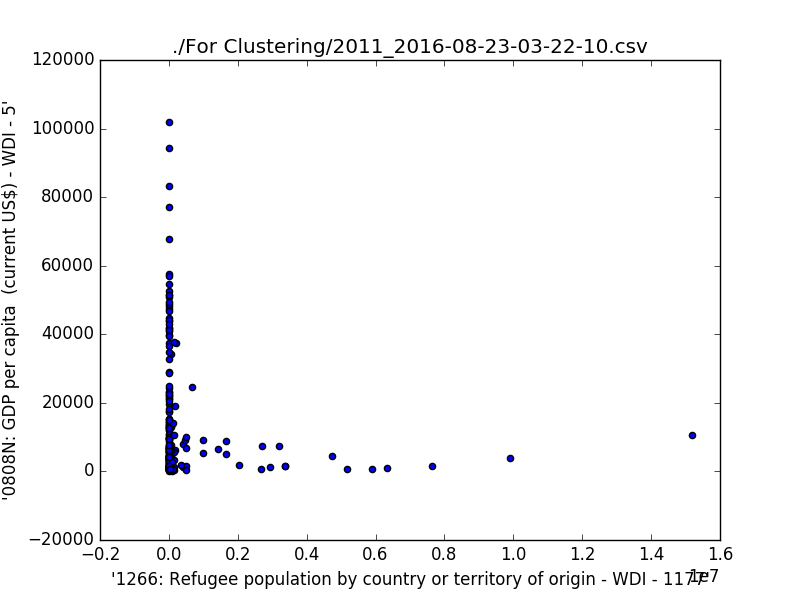 ./For Clustering/2011_2016-08-23-03-22-10.csv
120000
100000
80000
60000
40000
20000
0
−20000
'0808N: GDP per capita  (current US$) - WDI - 5'
−0.2 0.0 0.2 0.4 0.6 0.8 1.0 1.2 1.4 1.6
1e7
'1266: Refugee population by country or territory of origin - WDI - 1177'